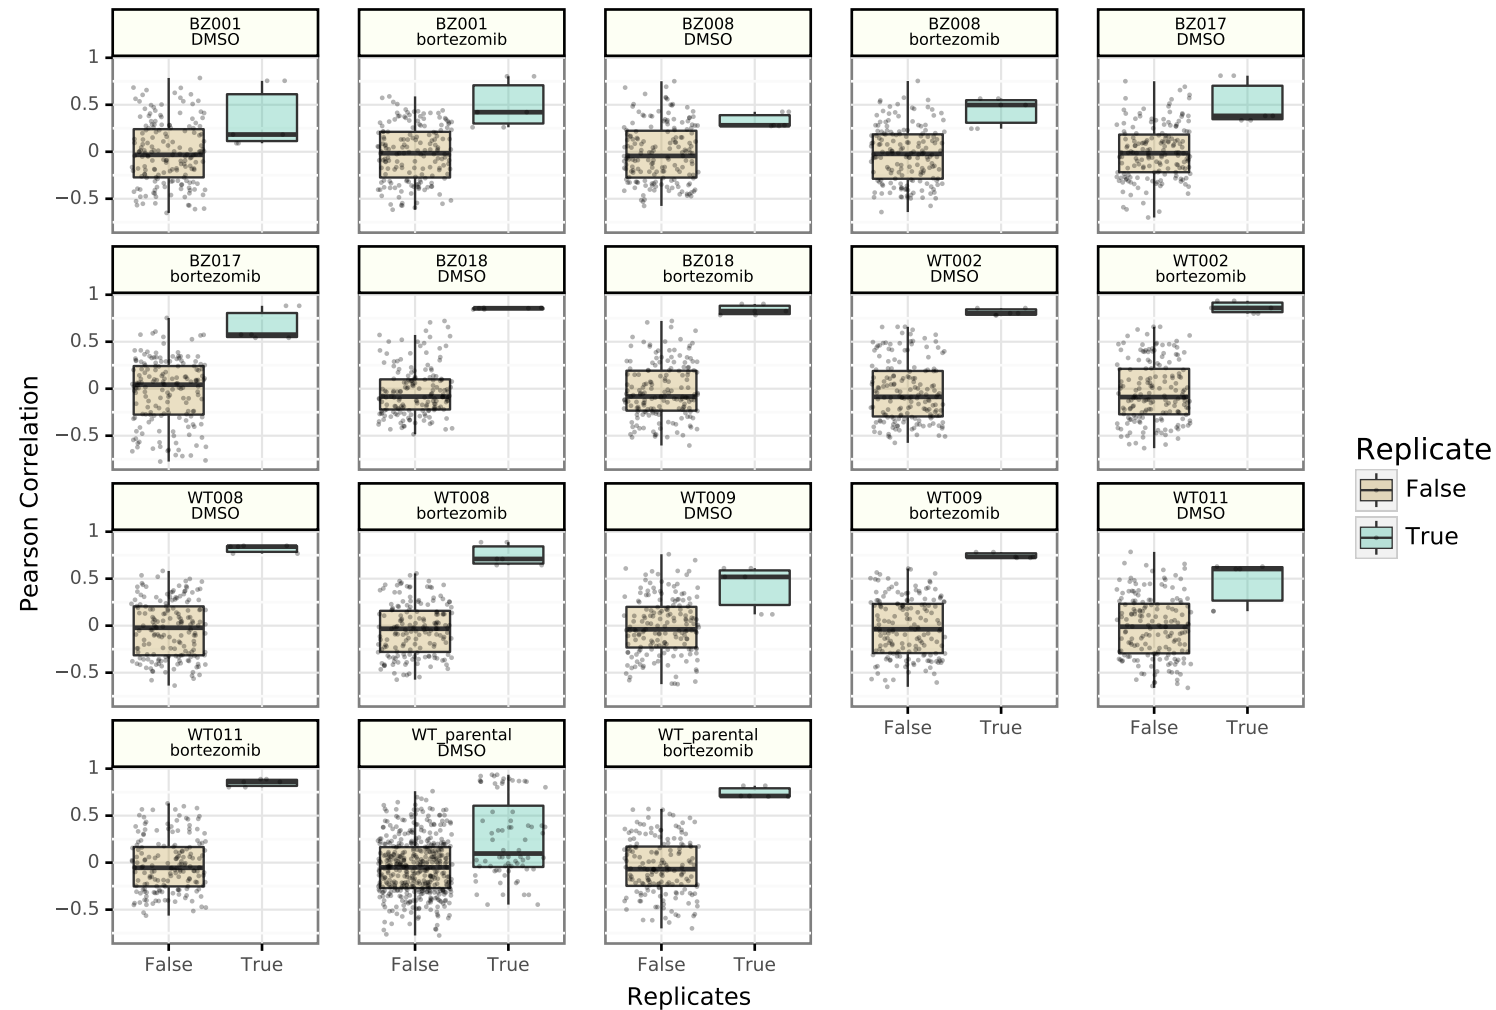 BZ001
DMSO
BZ001
bortezomib
BZ008
DMSO
BZ008
bortezomib
BZ017
DMSO
1
0.5
0
−0.5
BZ017
bortezomib
BZ018
DMSO
BZ018
bortezomib
WT002
DMSO
WT002
bortezomib
1
0.5
0
−0.5
Pearson Correlation
Replicate
False
True
WT008
DMSO
WT008
bortezomib
WT009
DMSO
WT009
bortezomib
WT011
DMSO
1
0.5
0
−0.5
False
True
False
True
WT011
bortezomib
WT_parental
DMSO
WT_parental
bortezomib
1
0.5
0
−0.5
False
True
False
True
False
True
Replicates